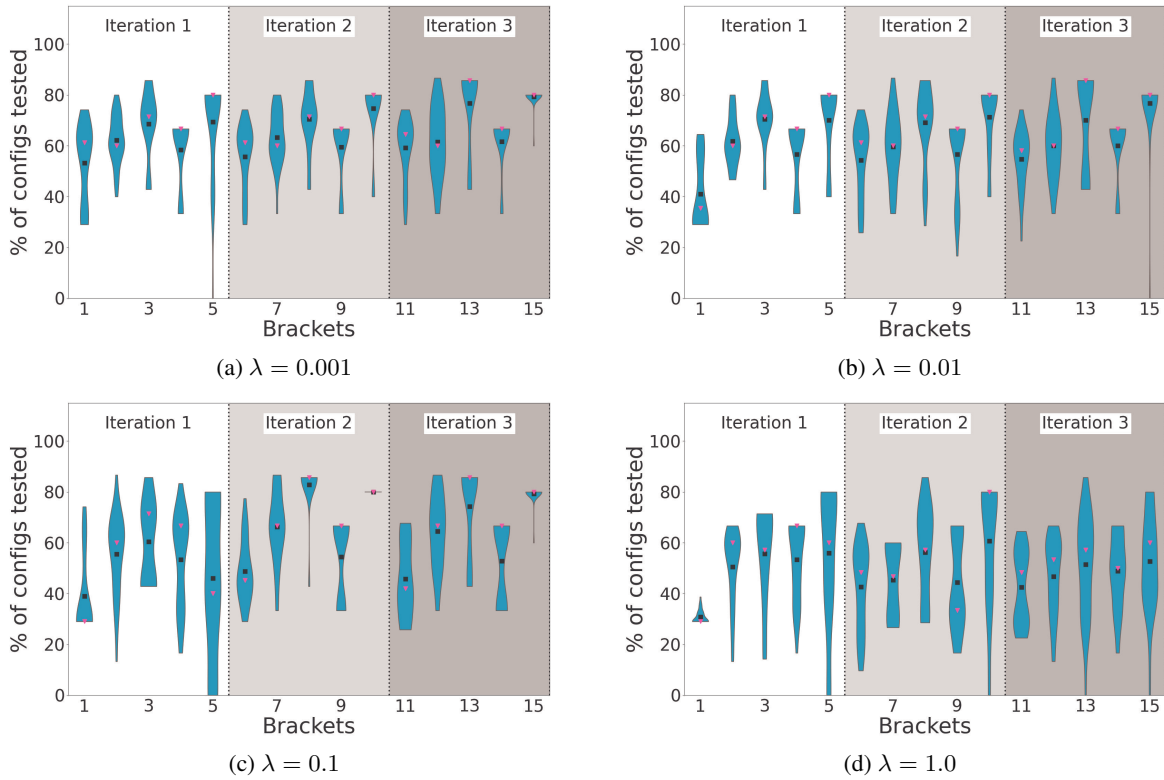 Iteration 1 Iteration 2 Iteration 3
100
80
60
40
20
0
% of configs tested
1 3 5 7 9 11 13 15
Brackets
(a) λ = 0.001
Iteration 1 Iteration 2 Iteration 3
100
80
60
40
20
0
% of configs tested
1 3 5 7 9 11 13 15
Brackets
(b) λ = 0.01
Iteration 1 Iteration 2 Iteration 3
100
80
60
40
20
0
% of configs tested
1 3 5 7 9 11 13 15
Brackets
(c) λ = 0.1
Iteration 1 Iteration 2 Iteration 3
100
80
60
40
20
0
% of configs tested
1 3 5 7 9 11 13 15
Brackets
(d) λ = 1.0